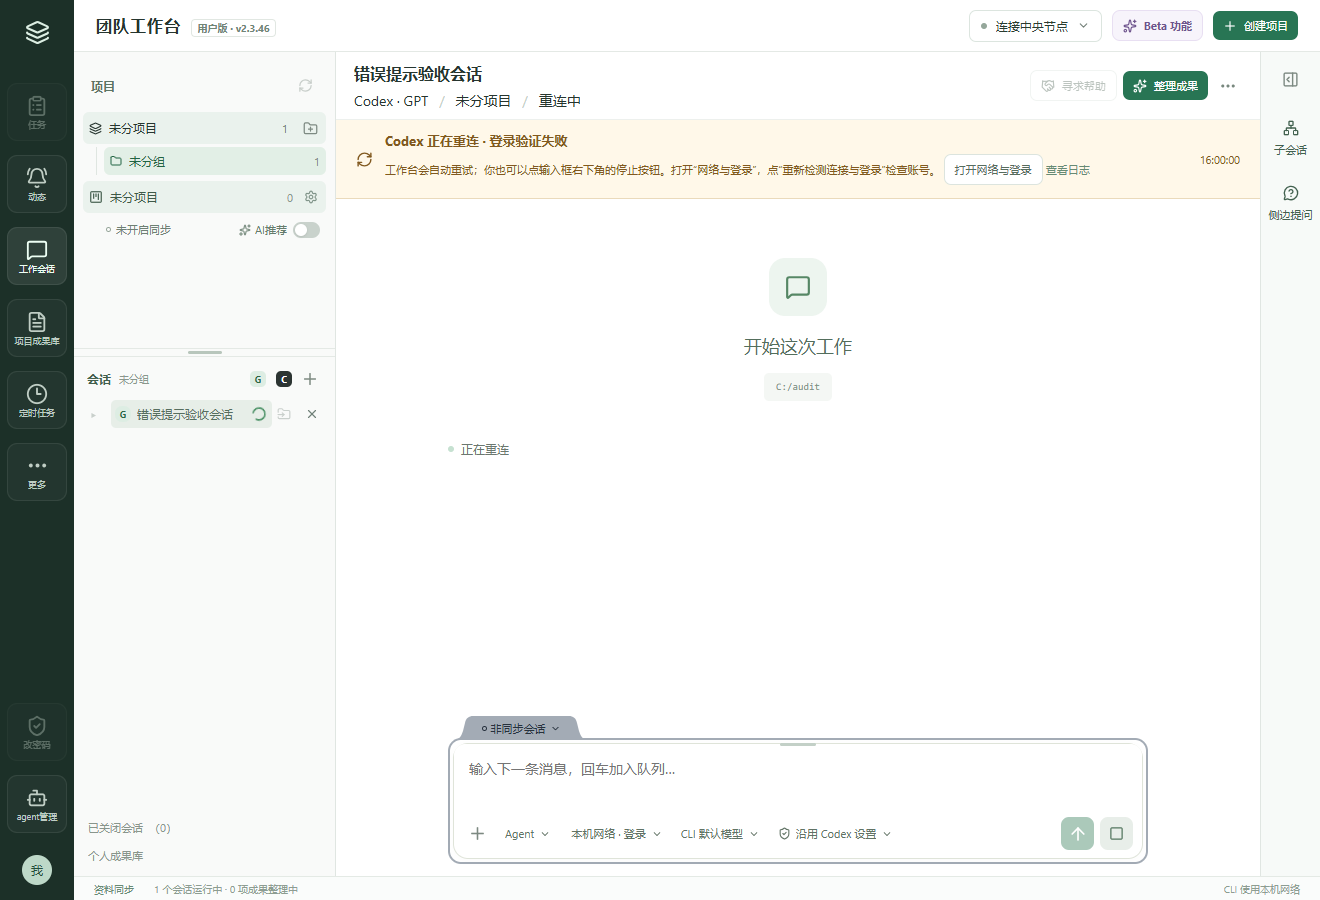 团队工作台 用户版 · v2.3.46
连接中央节点
Beta 功能
创建项目
任务
动态
工作会话
项目成果库
定时任务
更多
改密码
agent管理
我
项目
未分项目 1
未分组 1
未分项目 0
未开启同步 AI推荐
会话 未分组 G C
G 错误提示验收会话
已关闭会话 (0)
个人成果库
错误提示验收会话
Codex · GPT / 未分项目 / 重连中
寻求帮助
整理成果
Codex 正在重连 · 登录验证失败
工作台会自动重试；你也可以点输入框右下角的停止按钮。打开“网络与登录”，点“重新检测连接与登录”检查账号。 打开网络与登录 查看日志
16:00:00
开始这次工作
C:/audit
正在重连
非同步会话
输入下一条消息，回车加入队列...
Agent 本机网络 · 登录 CLI 默认模型 沿用 Codex 设置
子会话
侧边提问
资料同步 1 个会话运行中 · 0 项成果整理中
CLI 使用本机网络